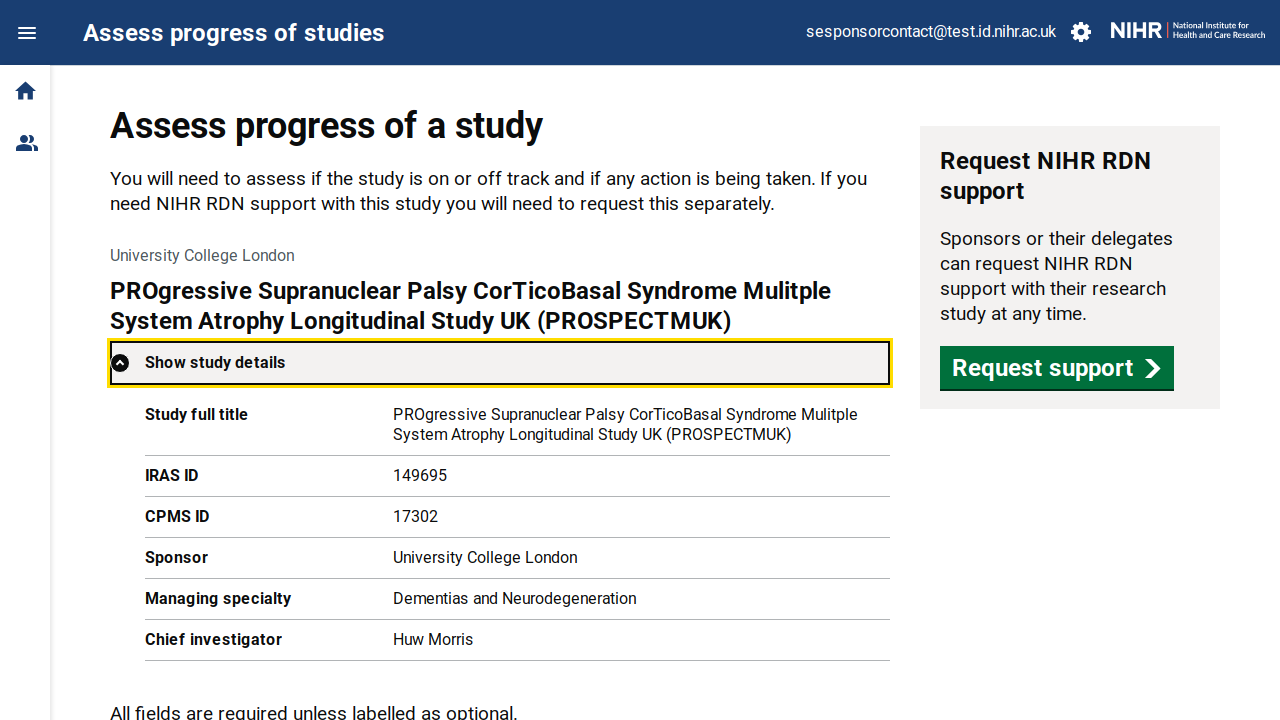 Assess progress of studies
sesponsorcontact@test.id.nihr.ac.uk
NIHR | National Institute for
Health and Care Research
Assess progress of a study
You will need to assess if the study is on or off track and if any action is being taken. If you
need NIHR RDN support with this study you will need to request this separately.
University College London
PROgressive Supranuclear Palsy CorTicoBasal Syndrome Mulitple
System Atrophy Longitudinal Study UK (PROSPECTMUK)
Show study details
Study full title PROgressive Supranuclear Palsy CorTicoBasal Syndrome Mulitple
System Atrophy Longitudinal Study UK (PROSPECTMUK)
IRAS ID 149695
CPMS ID 17302
Sponsor University College London
Managing specialty Dementias and Neurodegeneration
Chief investigator Huw Morris
All fields are required unless labelled as optional.
Request NIHR RDN
support
Sponsors or their delegates
can request NIHR RDN
support with their research
study at any time.
Request support